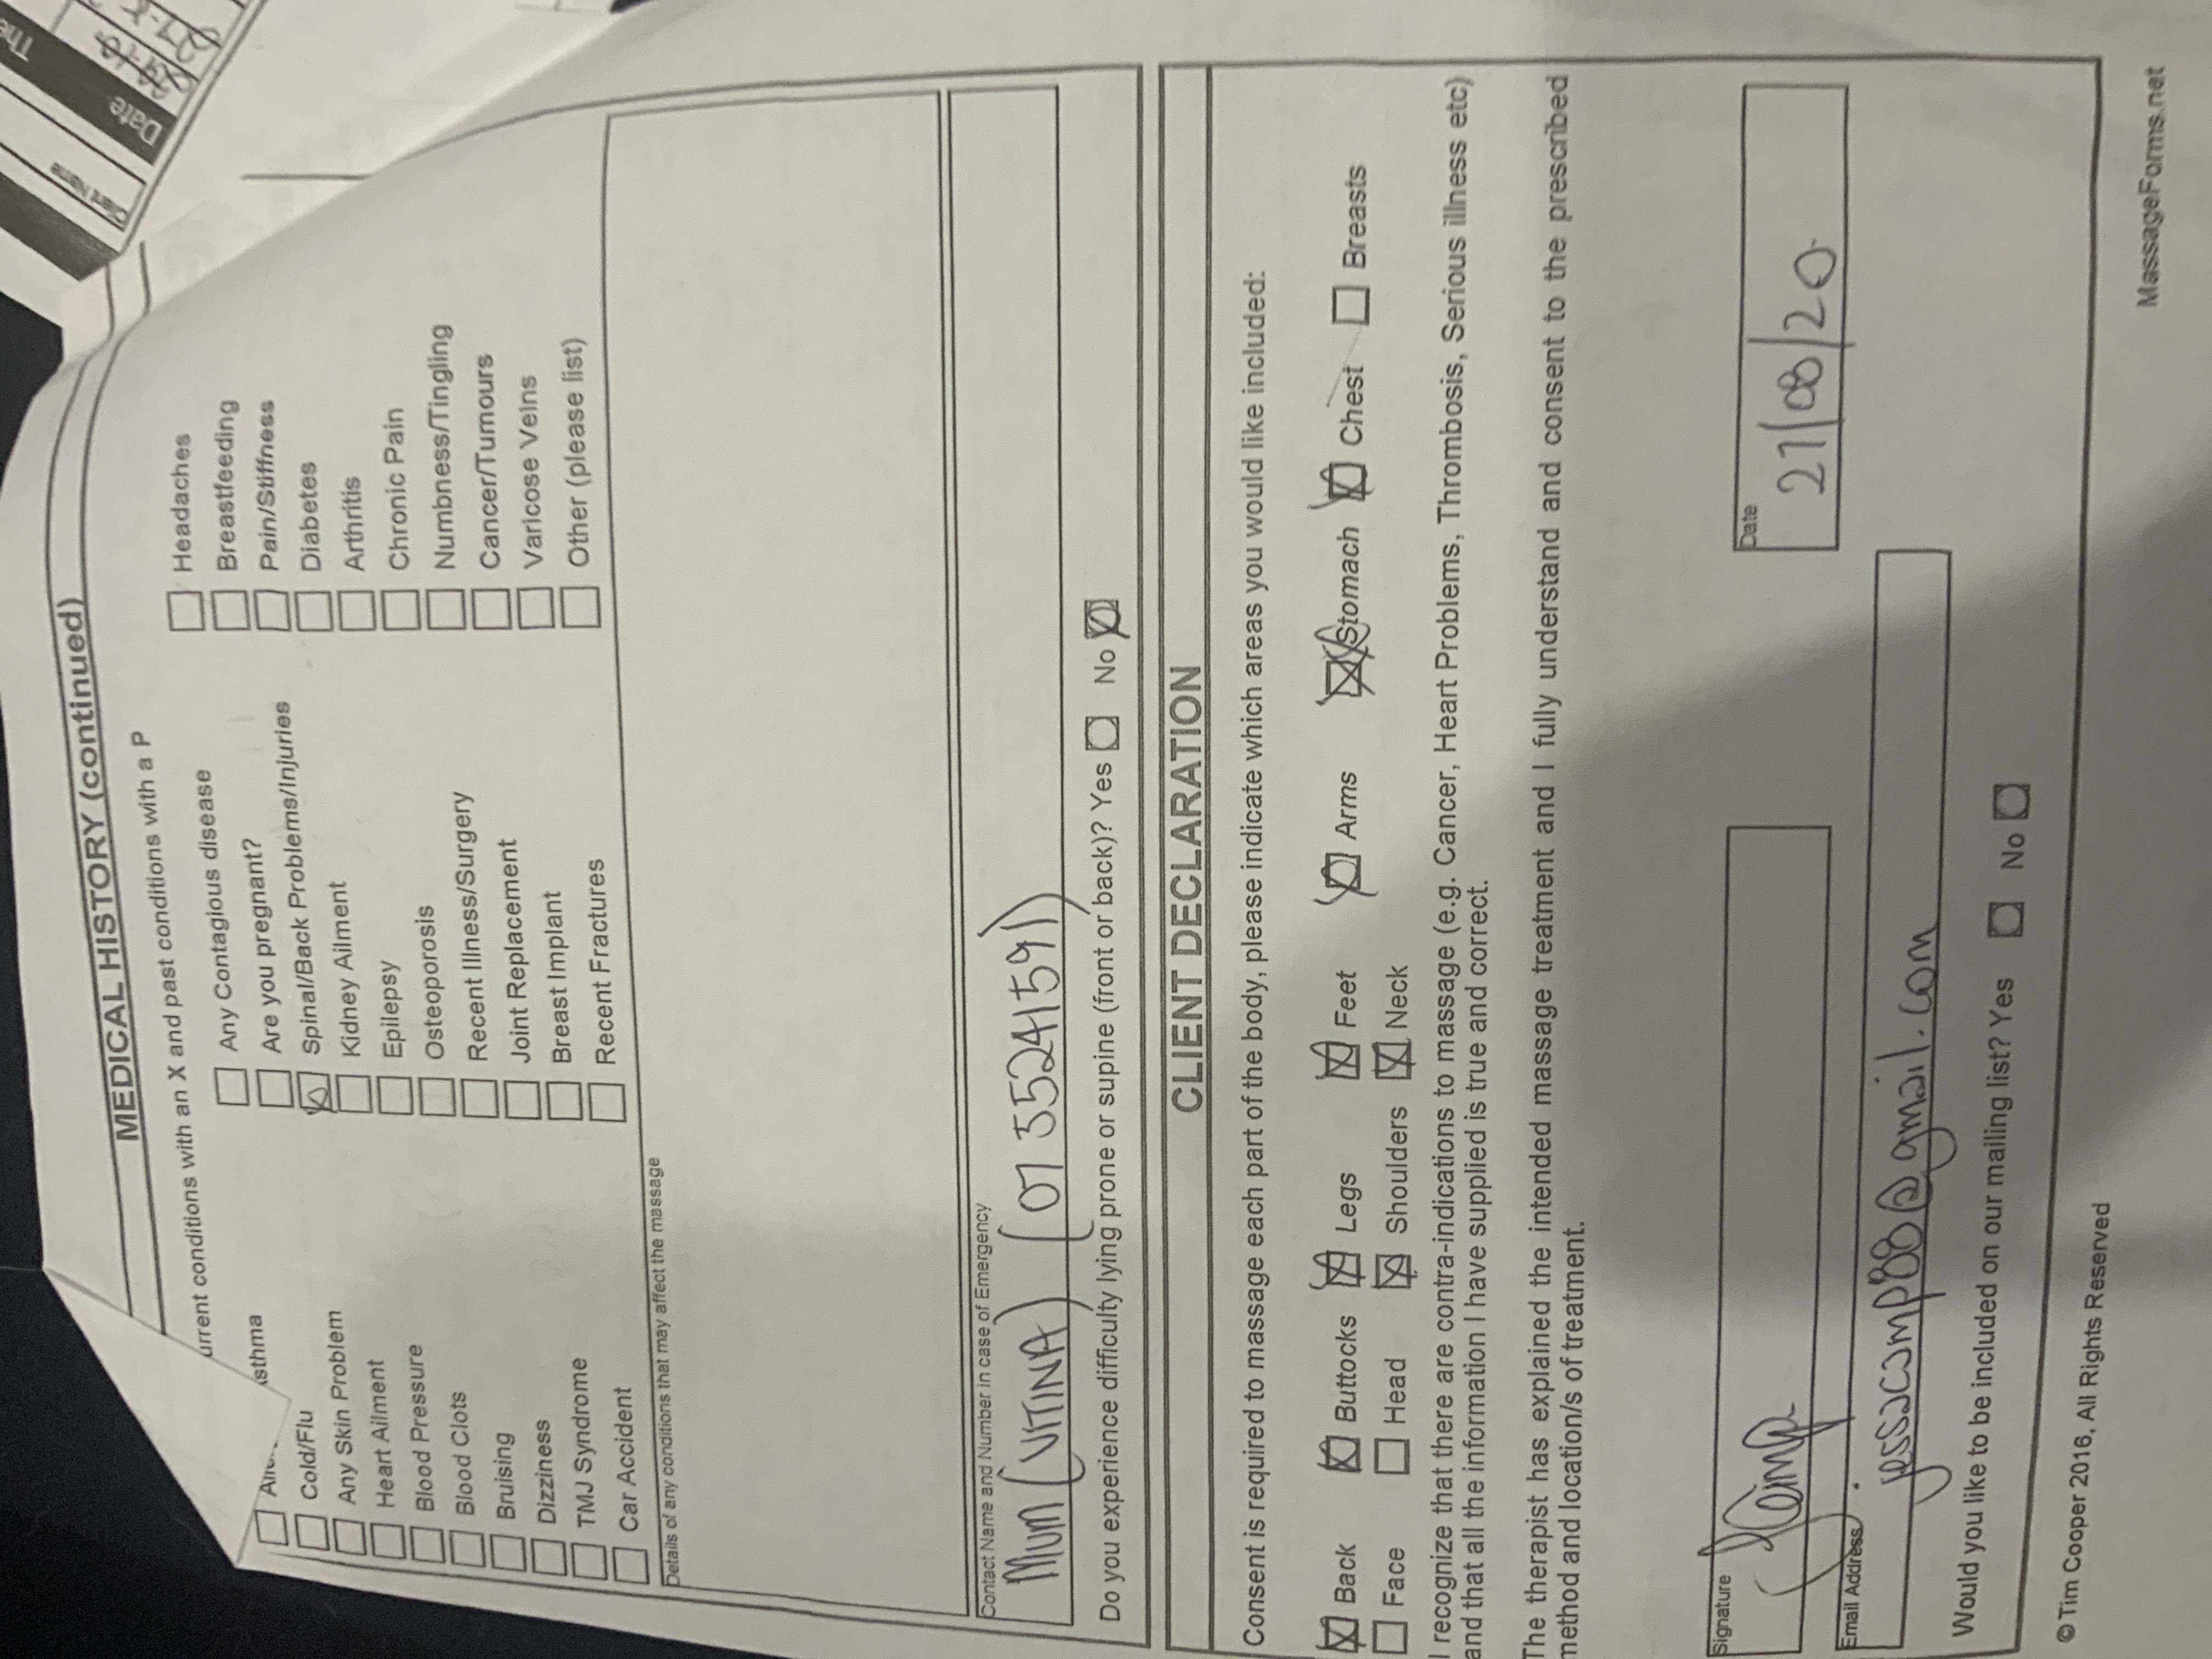 MEDICAL HISTORY (continued)
urrent conditions with an X and past conditions with a P
sthma
Any Contagious disease
Headaches
Cold/Flu
Are you pregnant?
Breastfeeding
Any Skin Problem
Spinal/Back Problems/Injuries
Pain/Stiffness
Heart Ailment
Kidney Ailment
Diabetes
Blood Pressure
Epilepsy
Arthritis
Blood Clots
Osteoporosis
Chronic Pain
Bruising
Recent Illness/Surgery
Numbness/Tingling
Dizziness
Joint Replacement
Cancer/Tumours
TMJ Syndrome
Breast Implant
Varicose Veins
Car Accident
Recent Fractures
Other (please list)
Details of any conditions that may affect the massage
Contact Name and Number in case of Emergency
Mum (VITINA) (07 55241591)
Do you experience difficulty lying prone or supine (front or back)? Yes No
CLIENT DECLARATION
Consent is required to massage each part of the body, please indicate which areas you would like included:
Back Buttocks Legs Feet Arms Stomach Chest Breasts
Face Head Shoulders Neck
I recognize that there are contra-indications to massage (e.g. Cancer, Heart Problems, Thrombosis, Serious illness etc)
and that all the information I have supplied is true and correct.
The therapist has explained the intended massage treatment and I fully understand and consent to the prescribed
method and location/s of treatment.
Signature
Date
27/08/20
Email Address
jessacamp88@gmail.com
Would you like to be included on our mailing list? Yes No
© Tim Cooper 2016, All Rights Reserved
MassageForms.net
Client Name
Date
The